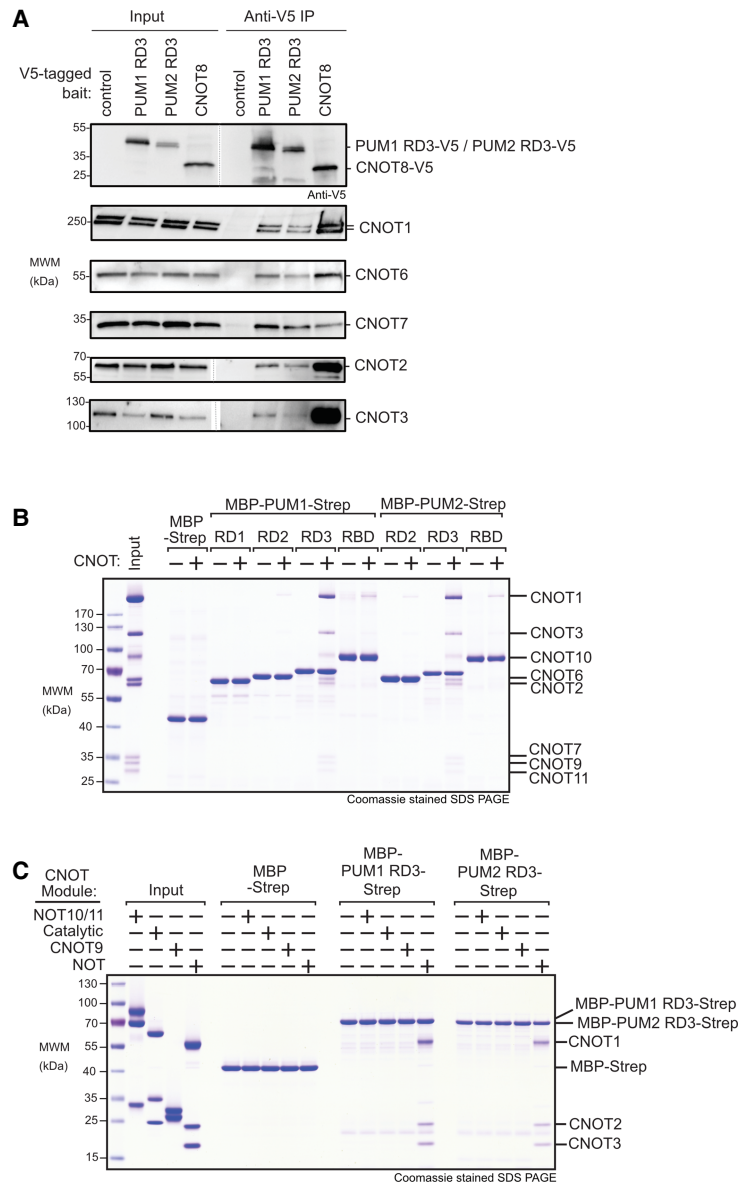 A
Input Anti-V5 IP
V5-tagged bait:
control PUM1 RD3 PUM2 RD3 CNOT8 control PUM1 RD3 PUM2 RD3 CNOT8
55-
35-
25-
PUM1 RD3-V5 / PUM2 RD3-V5
CNOT8-V5
Anti-V5
250- CNOT1
MWM
(kDa)
55- CNOT6
35- CNOT7
70-
55-
CNOT2
130-
100-
CNOT3
B
MBP-PUM1-Strep MBP-PUM2-Strep
MBP
-Strep
Input
RD1 RD2 RD3 RBD RD2 RD3 RBD
CNOT: − + − + − + − + − + − + − + − +
170
130
100
70
55
40
35
25
MWM
(kDa)
CNOT1
CNOT3
CNOT10
CNOT6
CNOT2
CNOT7
CNOT9
CNOT11
Coomassie stained SDS PAGE
C
CNOT
Module:
Input
MBP
-Strep
MBP-
PUM1 RD3-
Strep
MBP-
PUM2 RD3-
Strep
NOT10/11 + − − − − + − − − − + − − − − + − − −
Catalytic − + − − − − + − − − − + − − − − + − −
CNOT9 − − + − − − − + − − − − + − − − − + −
NOT − − − + − − − − + − − − − + − − − − +
130
100
70
55
40
35
25
15
MWM
(kDa)
MBP-PUM1 RD3-Strep
MBP-PUM2 RD3-Strep
CNOT1
MBP-Strep
CNOT2
CNOT3
Coomassie stained SDS PAGE